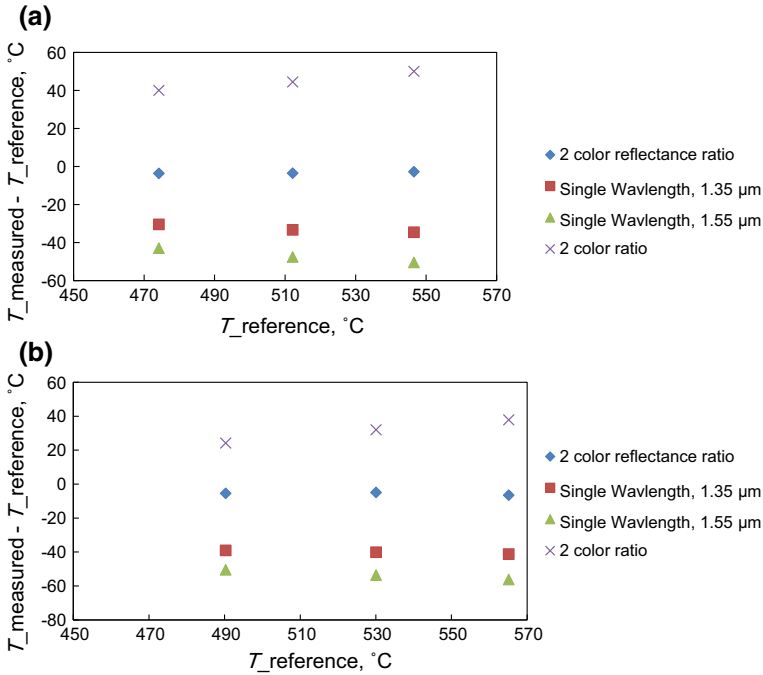 (a)
T_measured - T_reference, ˚C
60
40
20
0
-20
-40
-60
450
470
490
510
530
550
570
T_reference, ˚C
2 color reflectance ratio
Single Wavlength, 1.35 µm
Single Wavlength, 1.55 µm
2 color ratio
(b)
T_measured - T_reference, ˚C
60
40
20
0
-20
-40
-60
-80
450
470
490
510
530
550
570
T_reference, ˚C
2 color reflectance ratio
Single Wavlength, 1.35 µm
Single Wavlength, 1.55 µm
2 color ratio